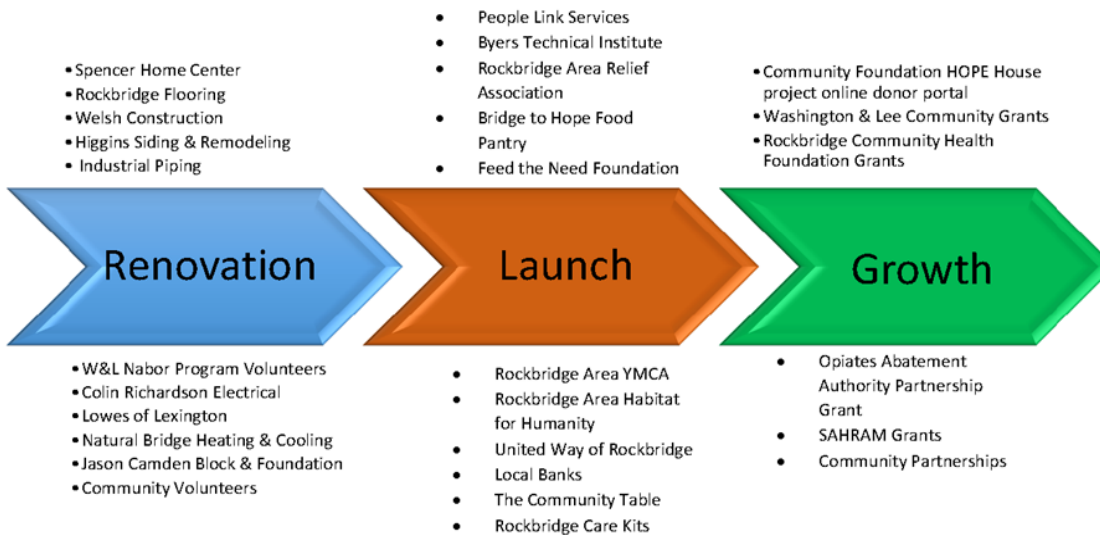 • Spencer Home Center
• Rockbridge Flooring
• Welsh Construction
• Higgins Siding & Remodeling
• Industrial Piping
• People Link Services
• Byers Technical Institute
• Rockbridge Area Relief
Association
• Bridge to Hope Food
Pantry
• Feed the Need Foundation
• Community Foundation HOPE House
project online donor portal
• Washington & Lee Community Grants
• Rockbridge Community Health
Foundation Grants
Renovation
Launch
Growth
• W&L Nabor Program Volunteers
• Colin Richardson Electrical
• Lowes of Lexington
• Natural Bridge Heating & Cooling
• Jason Camden Block & Foundation
• Community Volunteers
• Rockbridge Area YMCA
• Rockbridge Area Habitat
for Humanity
• United Way of Rockbridge
• Local Banks
• The Community Table
• Rockbridge Care Kits
• Opiates Abatement
Authority Partnership
Grant
• SAHRAM Grants
• Community Partnerships